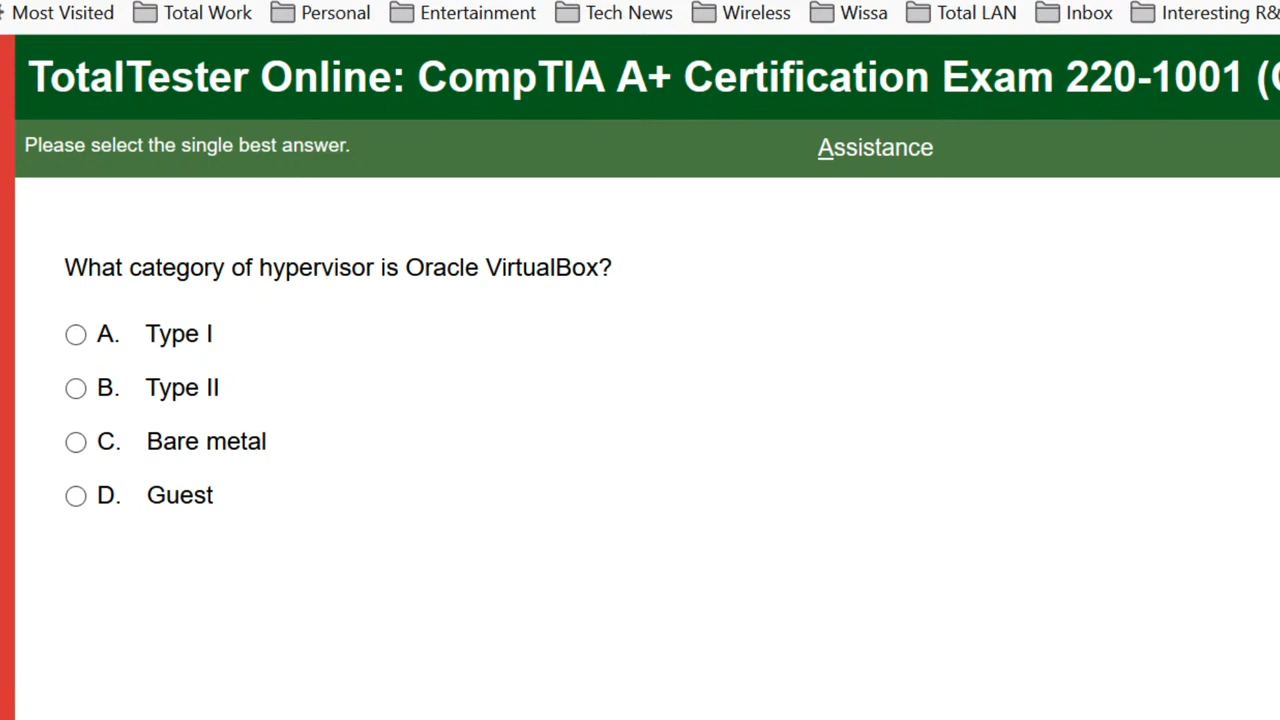 Most Visited Total Work Personal Entertainment Tech News Wireless Wissa Total LAN Inbox Interesting R&
TotalTester Online: CompTIA A+ Certification Exam 220-1001 (
Please select the single best answer. Assistance
What category of hypervisor is Oracle VirtualBox?
A. Type I
B. Type II
C. Bare metal
D. Guest